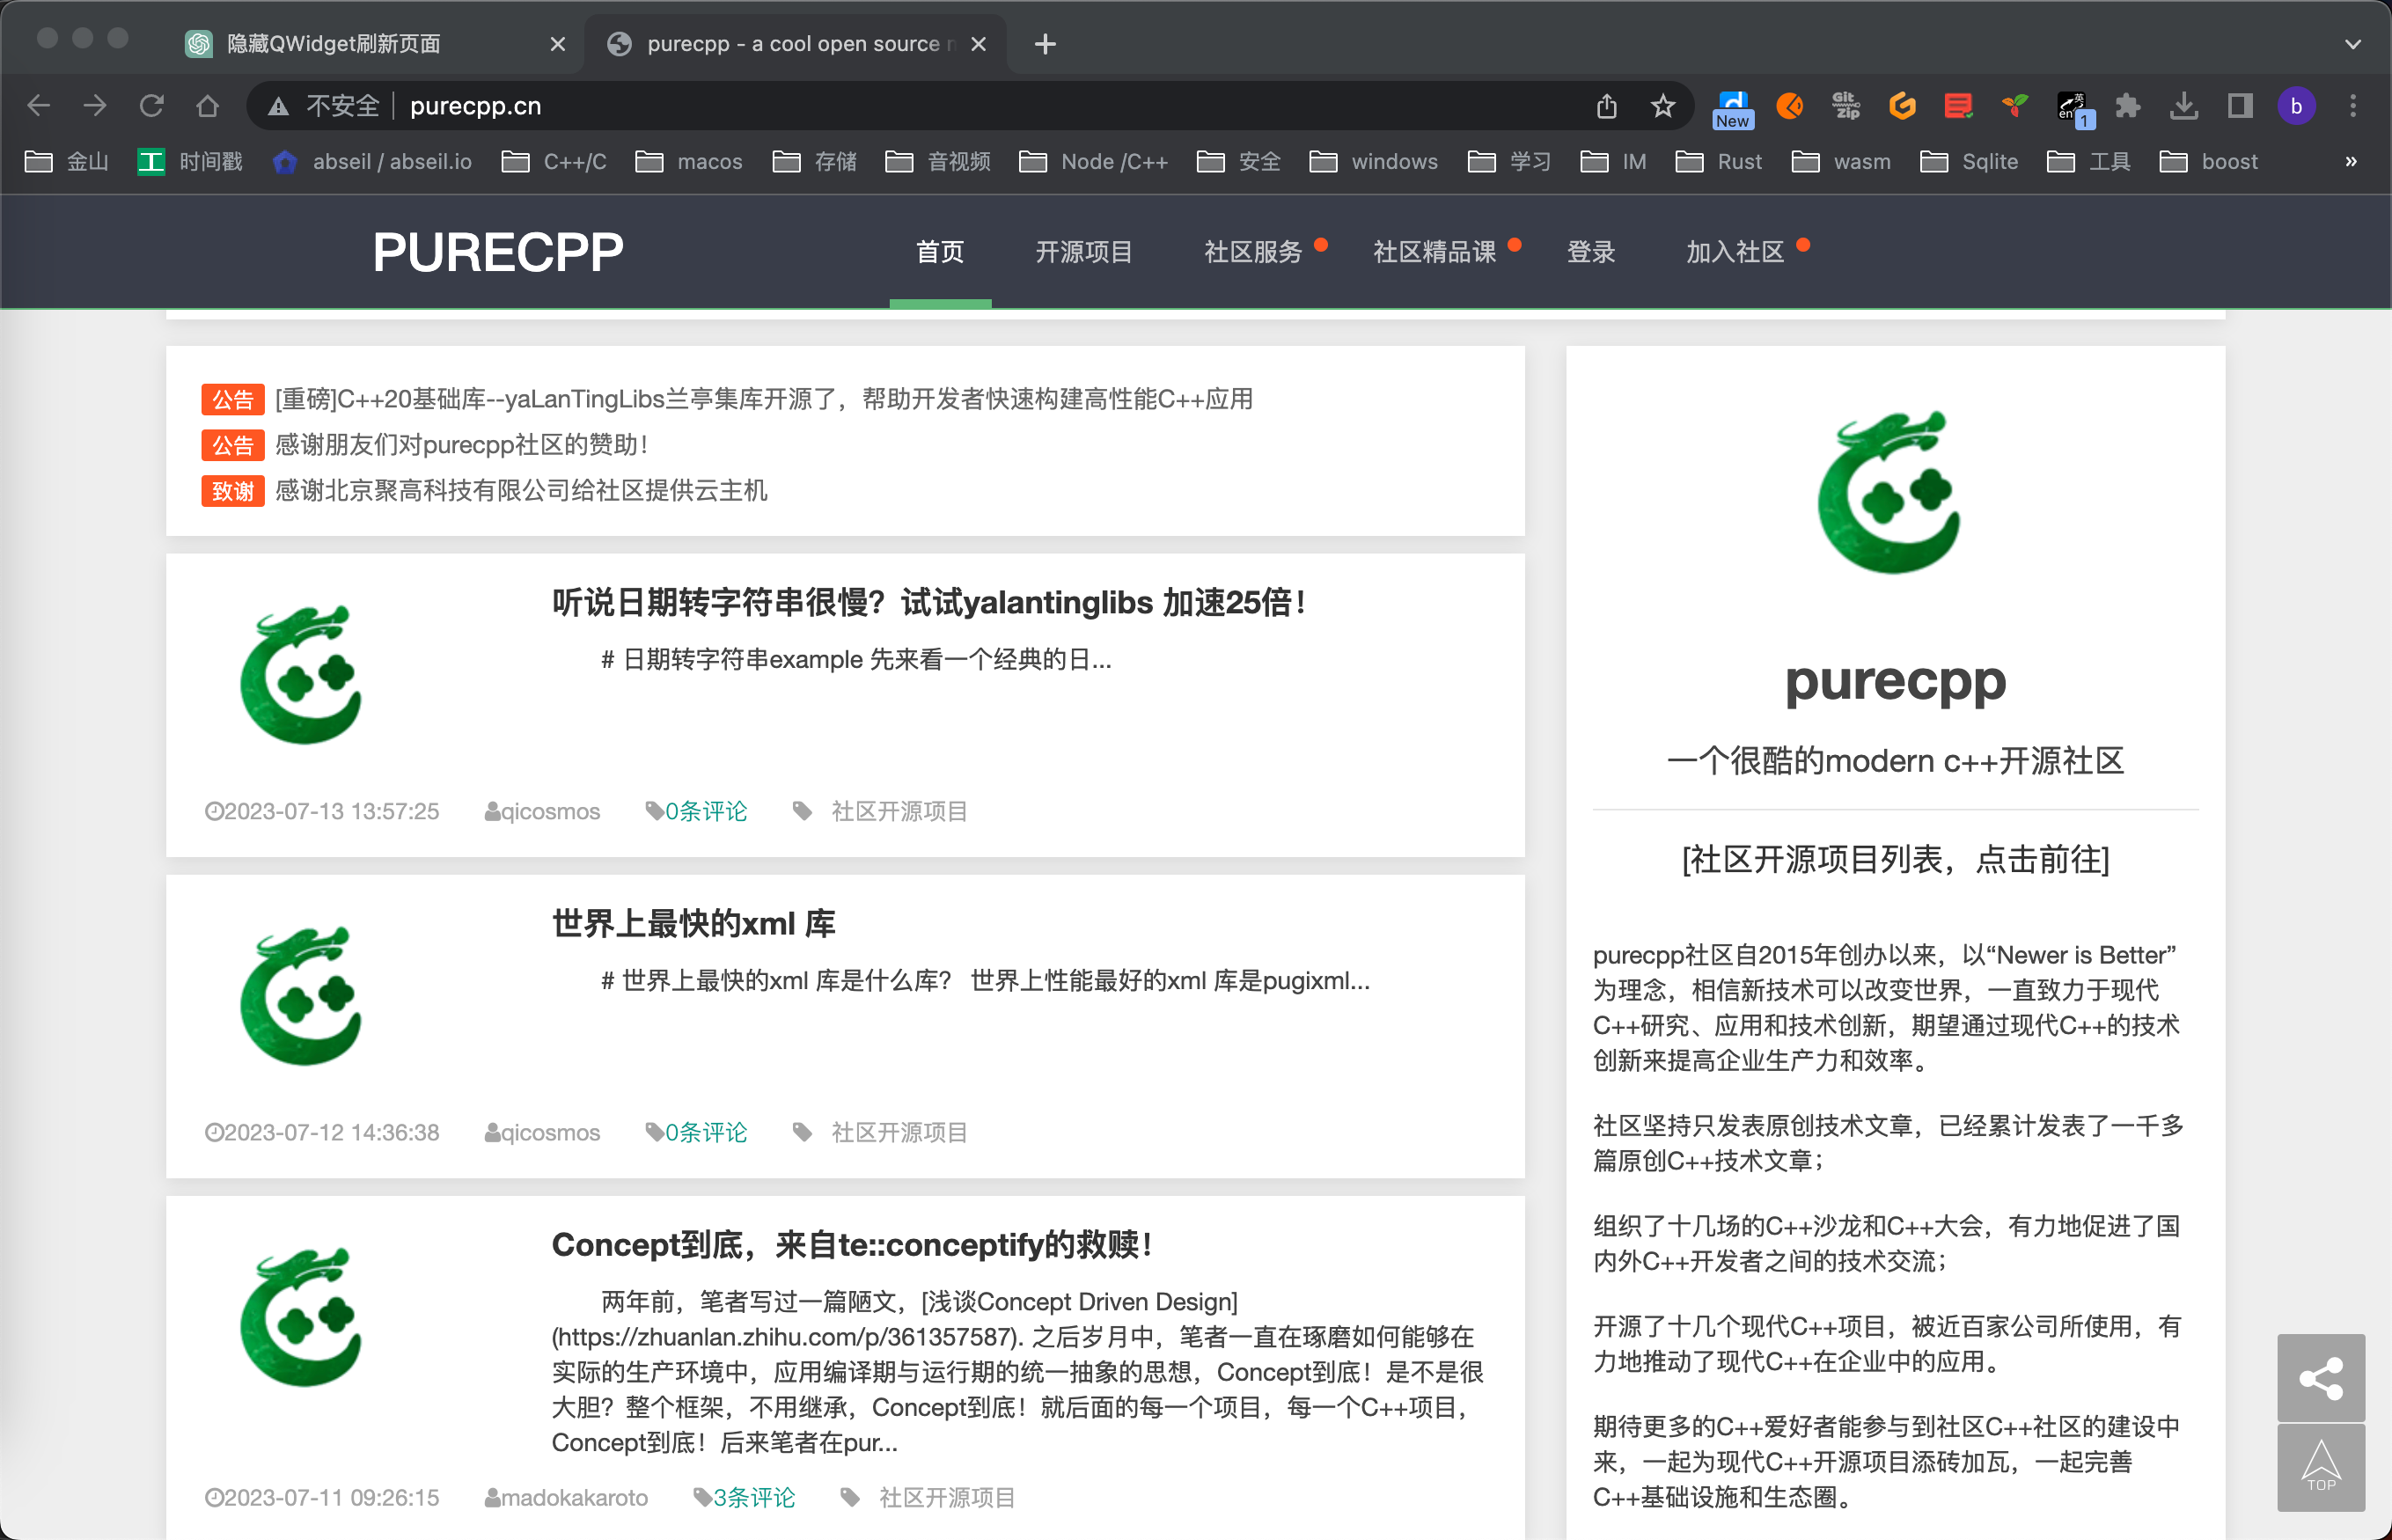 隐藏QWidget刷新页面
purecpp - a cool open source
不安全 purecpp.cn
New
Git Zip
英 en 1
b
金山 时间戳 abseil / abseil.io C++/C macos 存储 音视频 Node /C++ 安全 windows 学习 IM Rust wasm Sqlite 工具 boost »
PURECPP 首页 开源项目 社区服务 社区精品课 登录 加入社区
公告 [重磅]C++20基础库--yaLanTingLibs兰亭集库开源了，帮助开发者快速构建高性能C++应用
公告 感谢朋友们对purecpp社区的赞助！
致谢 感谢北京聚高科技有限公司给社区提供云主机
听说日期转字符串很慢？试试yalantinglibs 加速25倍！
# 日期转字符串example 先来看一个经典的日...
2023-07-13 13:57:25 qicosmos 0条评论 社区开源项目
世界上最快的xml 库
# 世界上最快的xml 库是什么库？ 世界上性能最好的xml 库是pugixml...
2023-07-12 14:36:38 qicosmos 0条评论 社区开源项目
Concept到底，来自te::conceptify的救赎！
两年前，笔者写过一篇陋文，[浅谈Concept Driven Design]
(https://zhuanlan.zhihu.com/p/361357587). 之后岁月中，笔者一直在琢磨如何能够在
实际的生产环境中，应用编译期与运行期的统一抽象的思想，Concept到底！是不是很
大胆？整个框架，不用继承，Concept到底！就后面的每一个项目，每一个C++项目，
Concept到底！后来笔者在pur...
2023-07-11 09:26:15 madokakaroto 3条评论 社区开源项目
purecpp
一个很酷的modern c++开源社区
[社区开源项目列表，点击前往]
purecpp社区自2015年创办以来，以“Newer is Better”
为理念，相信新技术可以改变世界，一直致力于现代
C++研究、应用和技术创新，期望通过现代C++的技术
创新来提高企业生产力和效率。
社区坚持只发表原创技术文章，已经累计发表了一千多
篇原创C++技术文章；
组织了十几场的C++沙龙和C++大会，有力地促进了国
内外C++开发者之间的技术交流；
开源了十几个现代C++项目，被近百家公司所使用，有
力地推动了现代C++在企业中的应用。
期待更多的C++爱好者能参与到社区C++社区的建设中
来，一起为现代C++开源项目添砖加瓦，一起完善
C++基础设施和生态圈。
TOP